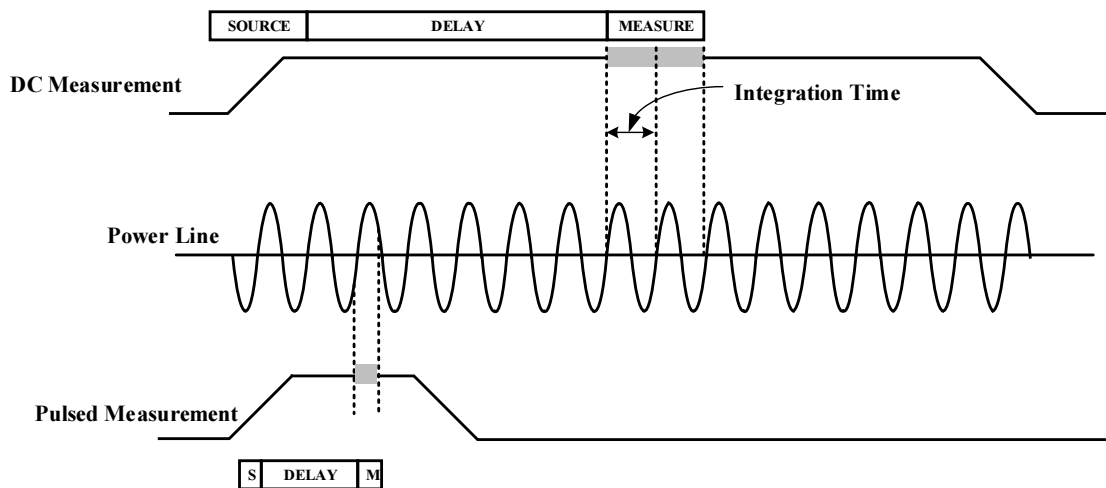 SOURCE DELAY MEASURE
DC Measurement
Integration Time
Power Line
Pulsed Measurement
S DELAY M